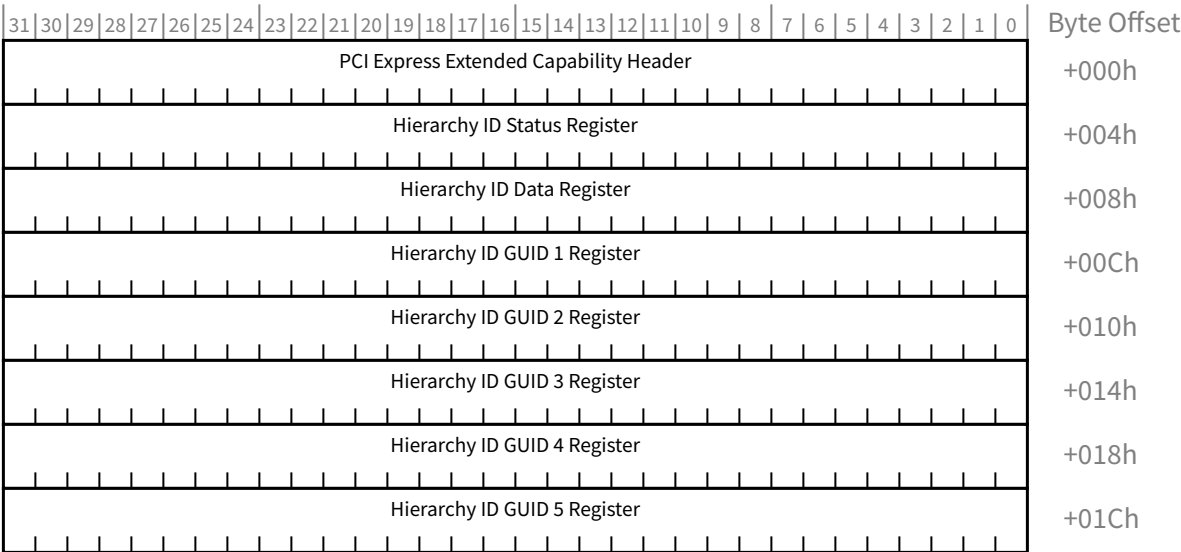 31 30 29 28 27 26 25 24 23 22 21 20 19 18 17 16 15 14 13 12 11 10 9 8 7 6 5 4 3 2 1 0 Byte Offset
PCI Express Extended Capability Header +000h
Hierarchy ID Status Register +004h
Hierarchy ID Data Register +008h
Hierarchy ID GUID 1 Register +00Ch
Hierarchy ID GUID 2 Register +010h
Hierarchy ID GUID 3 Register +014h
Hierarchy ID GUID 4 Register +018h
Hierarchy ID GUID 5 Register +01Ch